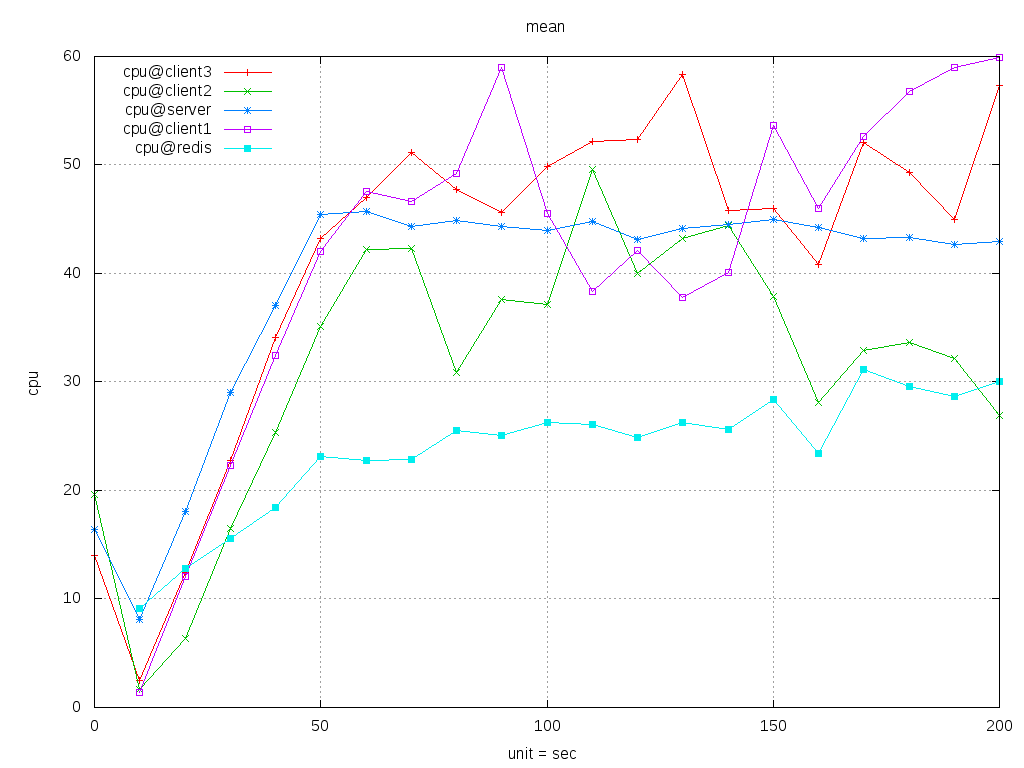 mean
cpu@client3
cpu@client2
cpu@server
cpu@client1
cpu@redis
60
50
40
30
20
10
0
cpu
0 50 100 150 200
unit = sec